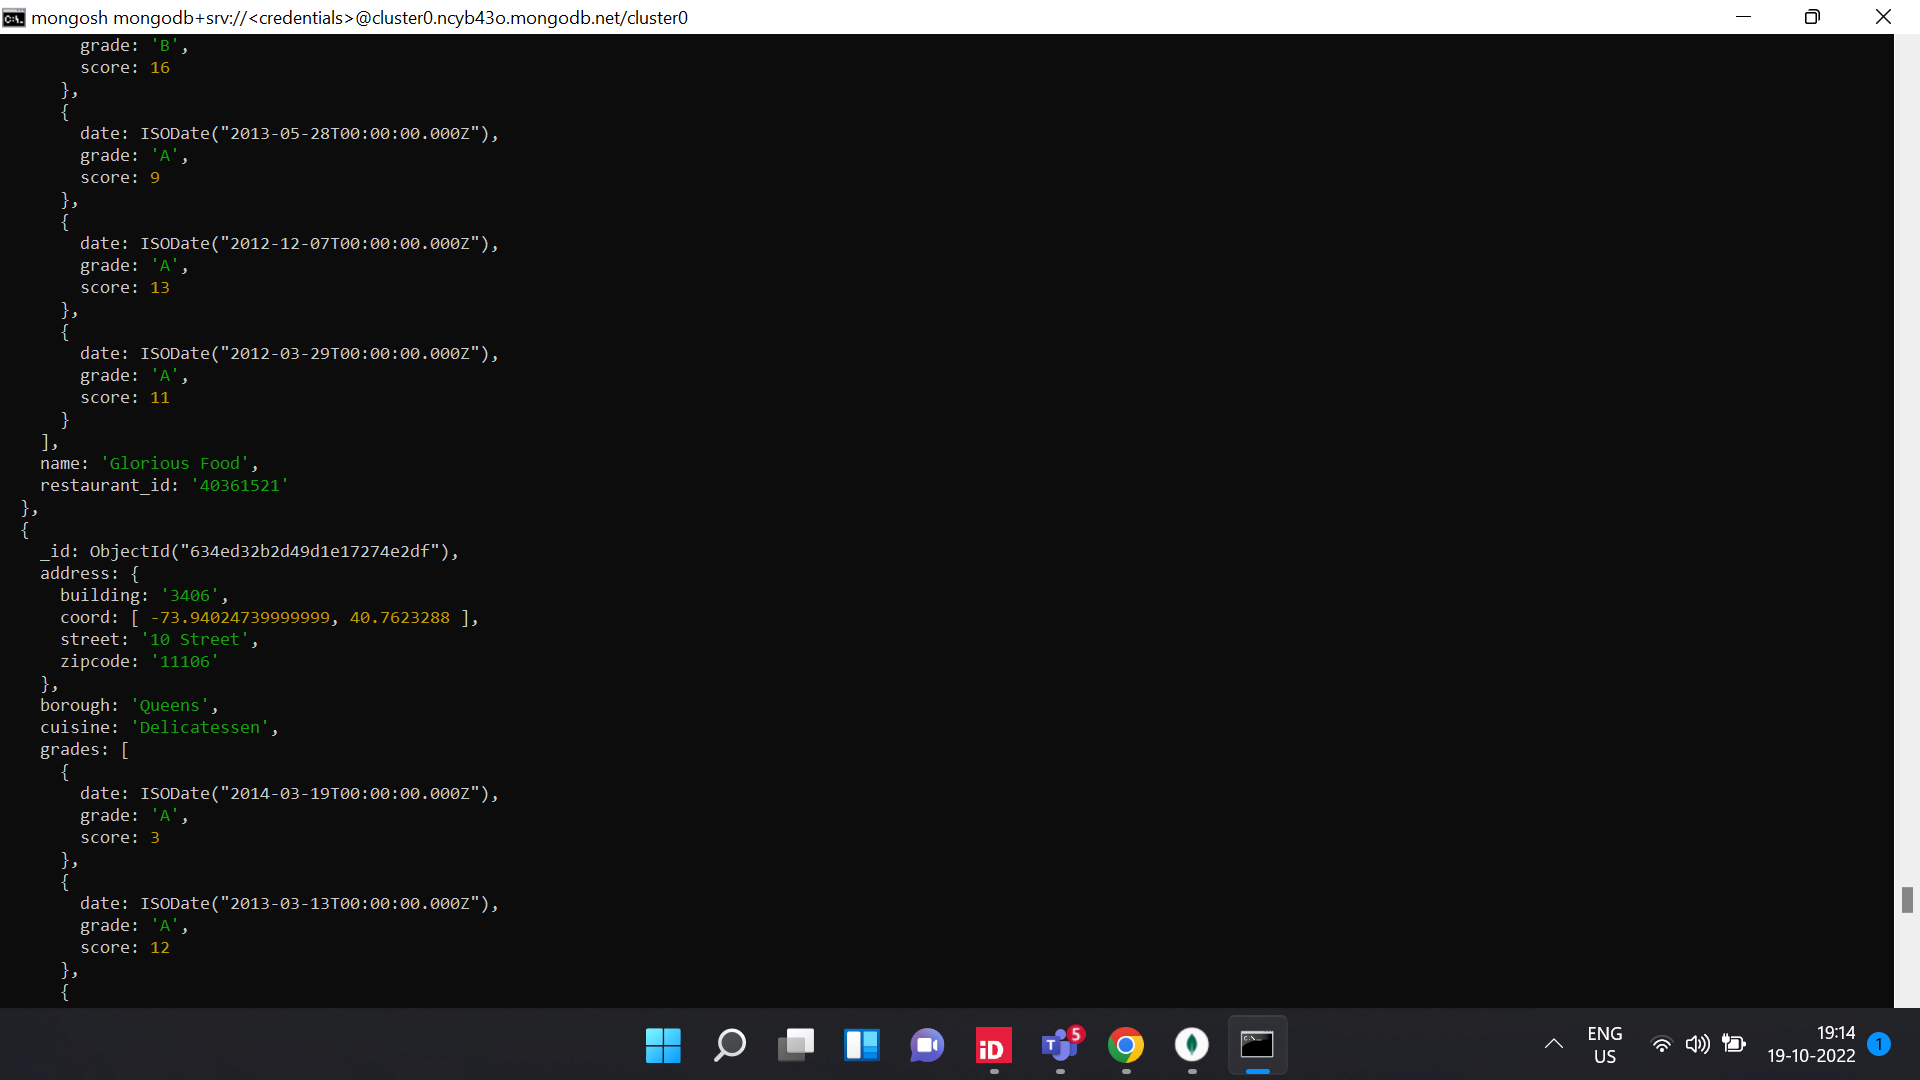 mongosh mongodb+srv://<credentials>@cluster0.ncyb43o.mongodb.net/cluster0
grade: 'B',
score: 16
},
{
date: ISODate("2013-05-28T00:00:00.000Z"),
grade: 'A',
score: 9
},
{
date: ISODate("2012-12-07T00:00:00.000Z"),
grade: 'A',
score: 13
},
{
date: ISODate("2012-03-29T00:00:00.000Z"),
grade: 'A',
score: 11
}
],
name: 'Glorious Food',
restaurant_id: '40361521'
},
{
_id: ObjectId("634ed32b2d49d1e17274e2df"),
address: {
building: '3406',
coord: [ -73.94024739999999, 40.7623288 ],
street: '10 Street',
zipcode: '11106'
},
borough: 'Queens',
cuisine: 'Delicatessen',
grades: [
{
date: ISODate("2014-03-19T00:00:00.000Z"),
grade: 'A',
score: 3
},
{
date: ISODate("2013-03-13T00:00:00.000Z"),
grade: 'A',
score: 12
},
{
iD
T
5
ENG
US
19:14
19-10-2022
1